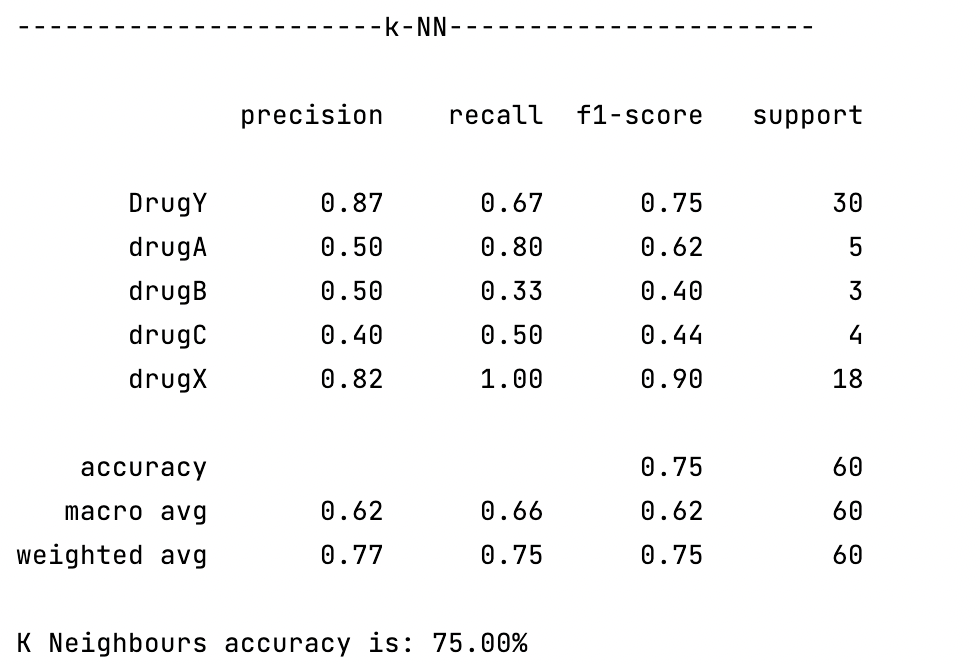 -----------------------k-NN-----------------------
precision recall f1-score support
DrugY 0.87 0.67 0.75 30
drugA 0.50 0.80 0.62 5
drugB 0.50 0.33 0.40 3
drugC 0.40 0.50 0.44 4
drugX 0.82 1.00 0.90 18
accuracy 0.75 60
macro avg 0.62 0.66 0.62 60
weighted avg 0.77 0.75 0.75 60
K Neighbours accuracy is: 75.00%